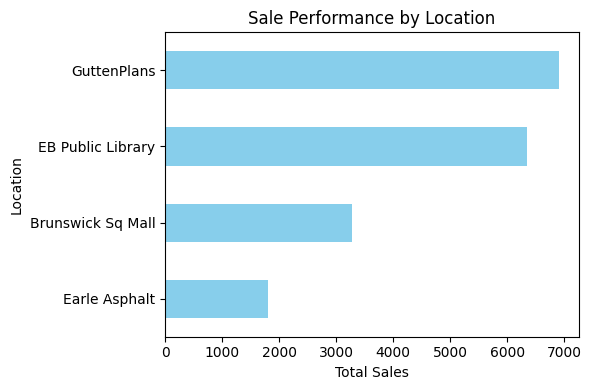 Sale Performance by Location
GuttenPlans
EB Public Library
Brunswick Sq Mall
Earle Asphalt
Location
0 1000 2000 3000 4000 5000 6000 7000
Total Sales